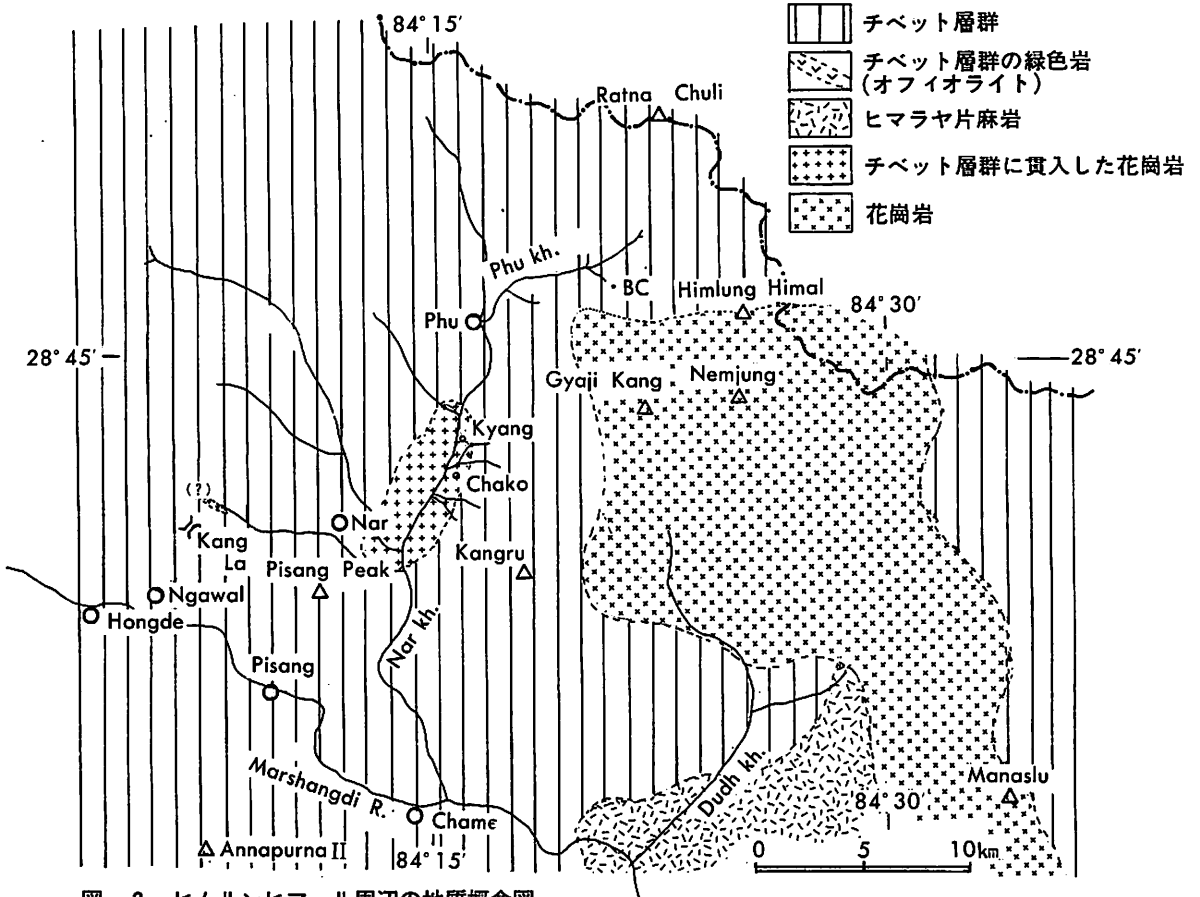 チベット層群
チベット層群の緑色岩
(オフィオライト)
ヒマラヤ片麻岩
チベット層群に貫入した花崗岩
花崗岩
84° 15′
Ratna Chuli
Phu kh.
BC
Himlung Himal
84° 30′
Phu
28° 45′
28° 45′
Gyaji Kang
Nemjung
Kyang
Chako
(?)
Nar
Kang
La
Kangru
Pisang Peak
Ngawal
Hongde
Nar kh.
Pisang
Dudh kh.
Manaslu
84° 30′
Marshangdi R.
Chame
0 5 10km
Annapurna II
84° 15′